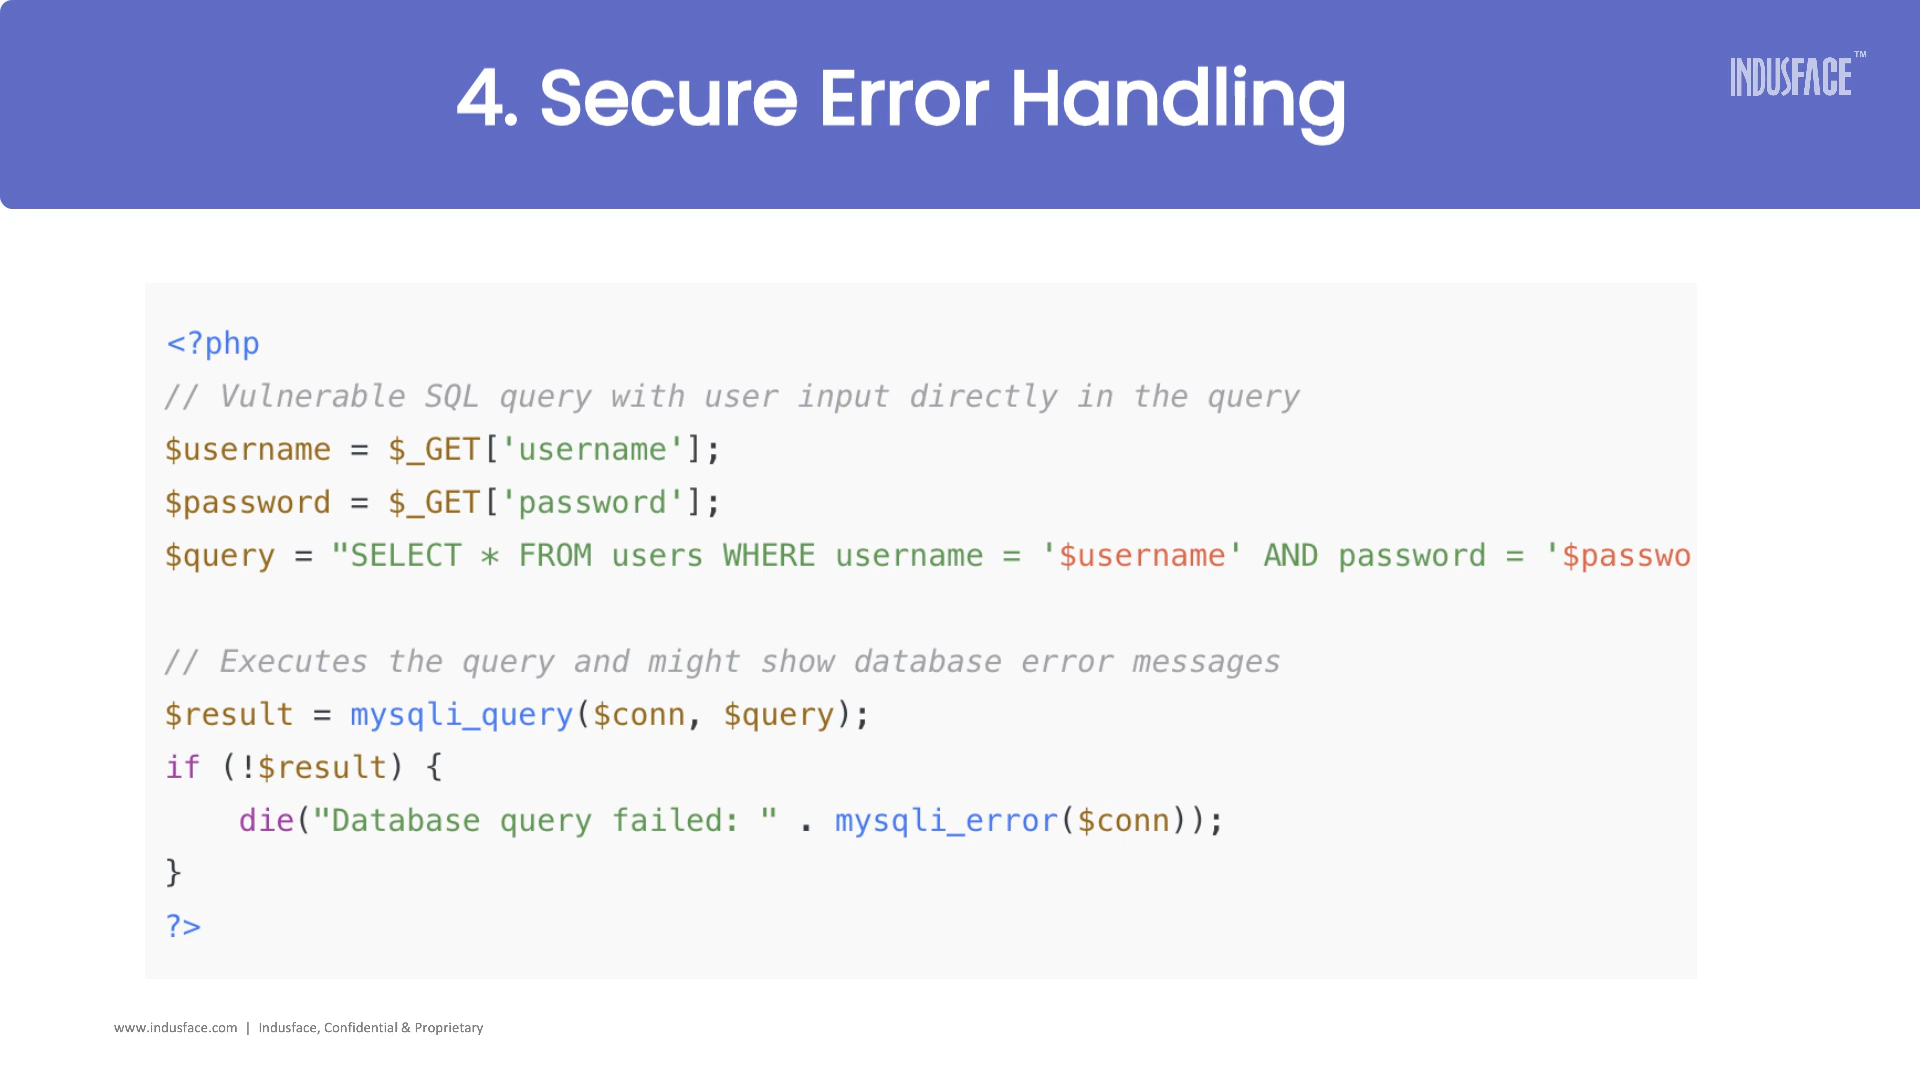 4. Secure Error Handling
INDUSFACE™
<?php
// Vulnerable SQL query with user input directly in the query
$username = $_GET['username'];
$password = $_GET['password'];
$query = "SELECT * FROM users WHERE username = '$username' AND password = '$passwo
// Executes the query and might show database error messages
$result = mysqli_query($conn, $query);
if (!$result) {
    die("Database query failed: " . mysqli_error($conn));
}
?>
www.indusface.com | Indusface, Confidential & Proprietary